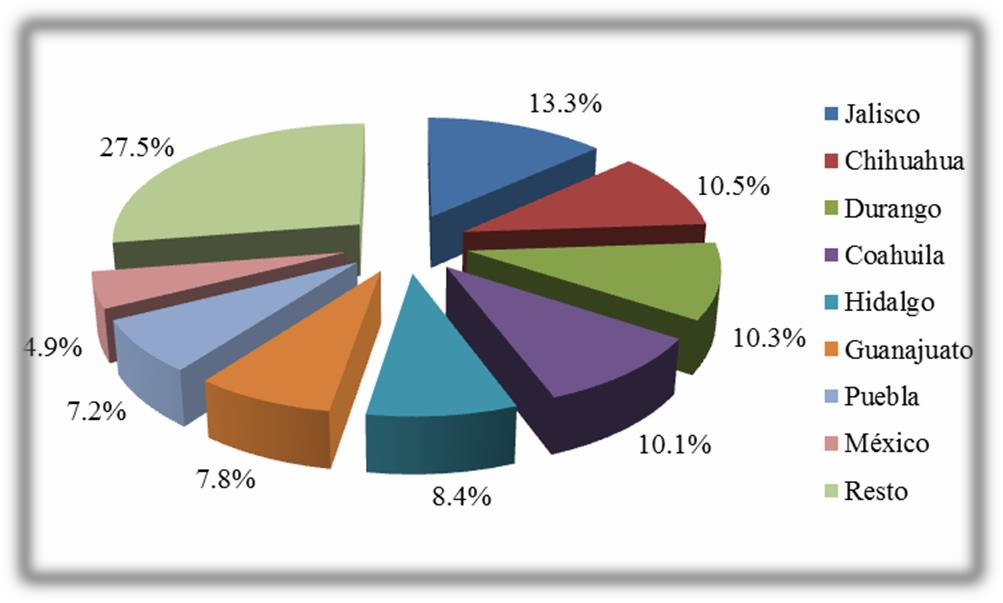 13.3%
10.5%
10.3%
10.1%
8.4%
7.8%
7.2%
4.9%
27.5%
Jalisco
Chihuahua
Durango
Coahuila
Hidalgo
Guanajuato
Puebla
México
Resto